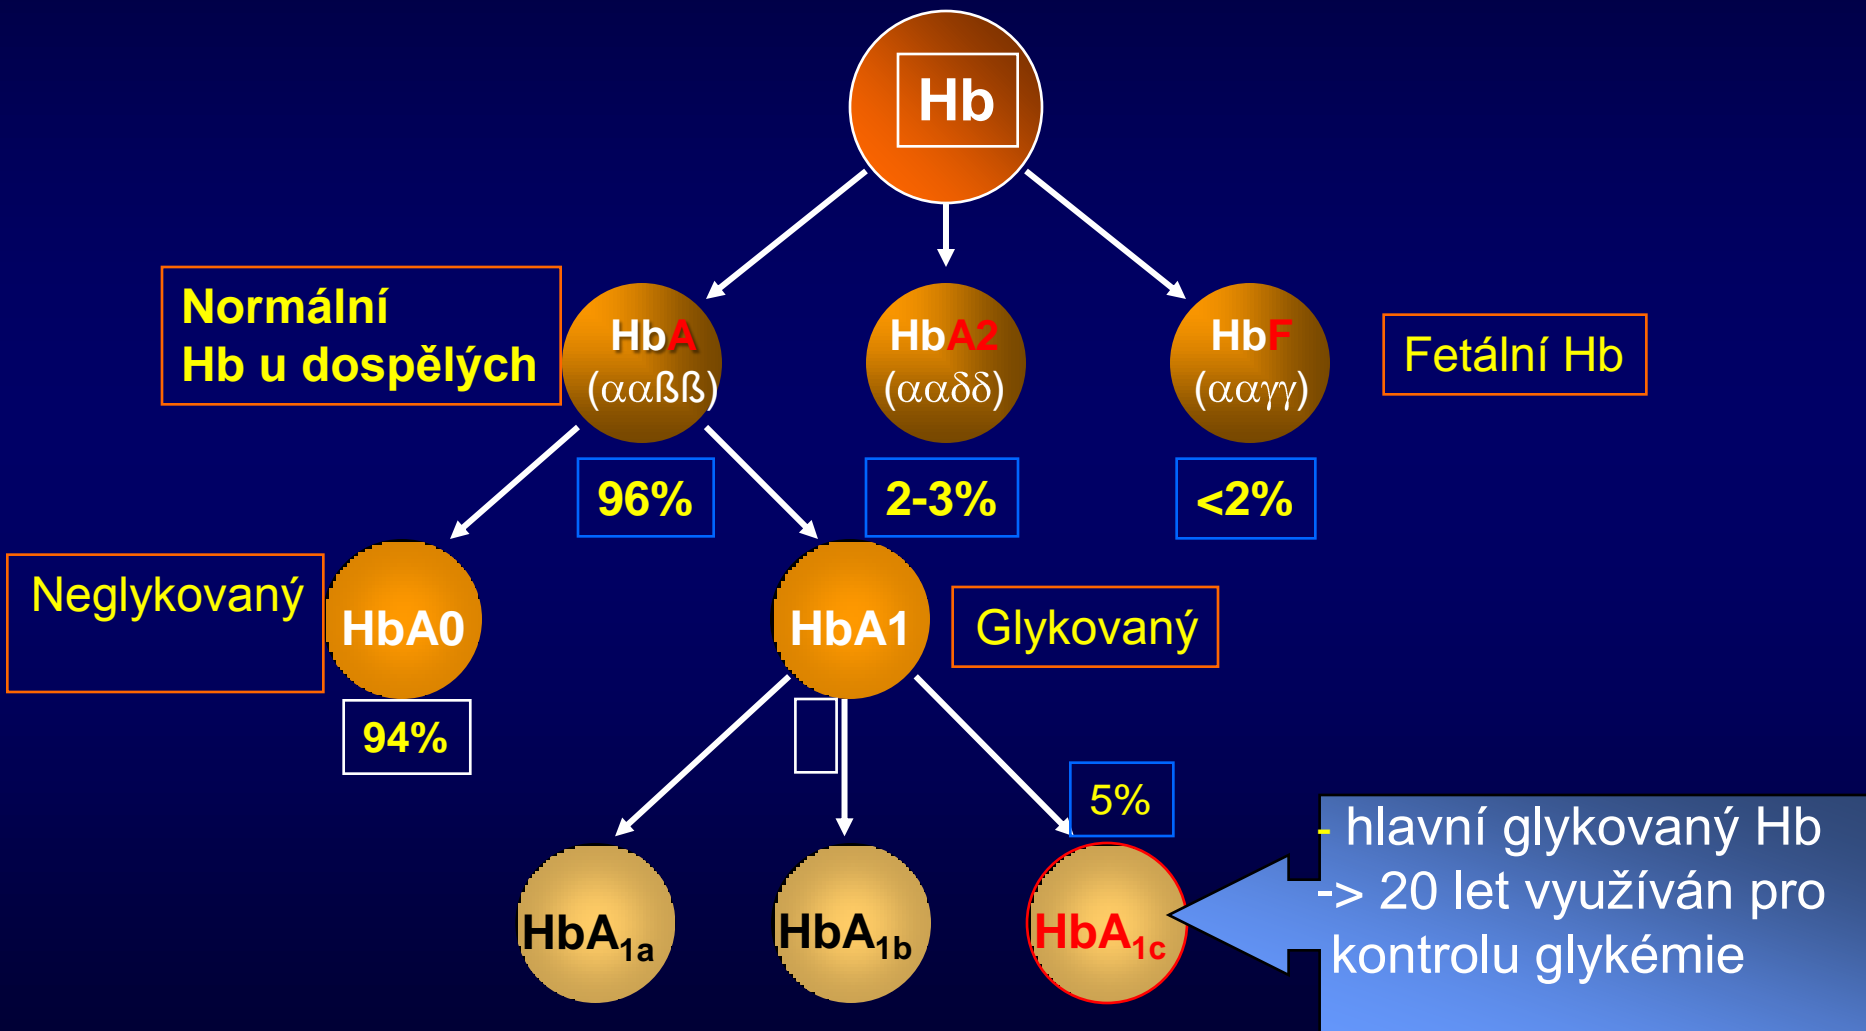 Hb
Normální
Hb u dospělých
HbA
(ααßß)
HbA2
(ααδδ)
HbF
(ααγγ)
Fetální Hb
96%
2-3%
<2%
Neglykovaný
HbA0
HbA1
Glykovaný
94%
5%
HbA1a
HbA1b
HbA1c
- hlavní glykovaný Hb
-> 20 let využíván pro
kontrolu glykémie